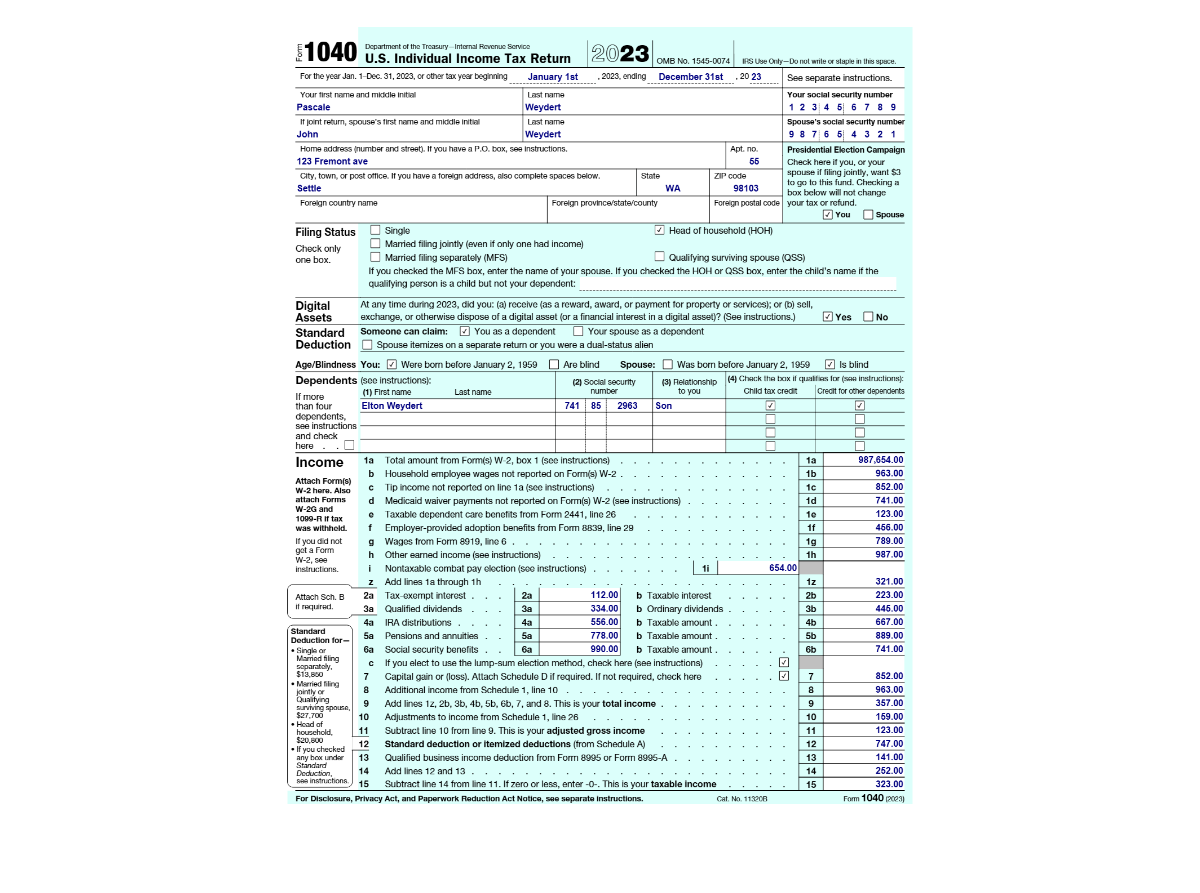 Form 1040 Department of the Treasury—Internal Revenue Service
U.S. Individual Income Tax Return 2023 OMB No. 1545-0074 IRS Use Only—Do not write or staple in this space.
For the year Jan. 1–Dec. 31, 2023, or other tax year beginning January 1st , 2023, ending December 31st , 20 23 See separate instructions.
Your first name and middle initial Last name Your social security number
Pascale Weydert 1 2 3 4 5 6 7 8 9
If joint return, spouse's first name and middle initial Last name Spouse's social security number
John Weydert 9 8 7 6 5 4 3 2 1
Home address (number and street). If you have a P.O. box, see instructions. Apt. no.
123 Fremont ave 55
City, town, or post office. If you have a foreign address, also complete spaces below. State ZIP code
Settle WA 98103
Foreign country name Foreign province/state/county Foreign postal code
Presidential Election Campaign
Check here if you, or your
spouse if filing jointly, want $3
to go to this fund. Checking a
box below will not change
your tax or refund.
You Spouse
Filing Status
Check only
one box.
Single Head of household (HOH)
Married filing jointly (even if only one had income)
Married filing separately (MFS) Qualifying surviving spouse (QSS)
If you checked the MFS box, enter the name of your spouse. If you checked the HOH or QSS box, enter the child's name if the
qualifying person is a child but not your dependent:
Digital
Assets
At any time during 2023, did you: (a) receive (as a reward, award, or payment for property or services); or (b) sell,
exchange, or otherwise dispose of a digital asset (or a financial interest in a digital asset)? (See instructions.) Yes No
Standard
Deduction
Someone can claim: You as a dependent Your spouse as a dependent
Spouse itemizes on a separate return or you were a dual-status alien
Age/Blindness You: Were born before January 2, 1959 Are blind Spouse: Was born before January 2, 1959 Is blind
Dependents (see instructions):
(1) First name Last name (2) Social security number (3) Relationship to you (4) Check the box if qualifies for (see instructions):
Child tax credit Credit for other dependents
If more
than four
dependents,
see instructions
and check
here . .
Elton Weydert 741 85 2963 Son
Income
Attach Form(s)
W-2 here. Also
attach Forms
W-2G and
1099-R if tax
was withheld.
If you did not
get a Form
W-2, see
instructions.
1a Total amount from Form(s) W-2, box 1 (see instructions) 1a 987,654.00
b Household employee wages not reported on Form(s) W-2 1b 963.00
c Tip income not reported on line 1a (see instructions) 1c 852.00
d Medicaid waiver payments not reported on Form(s) W-2 (see instructions) 1d 741.00
e Taxable dependent care benefits from Form 2441, line 26 1e 123.00
f Employer-provided adoption benefits from Form 8839, line 29 1f 456.00
g Wages from Form 8919, line 6 1g 789.00
h Other earned income (see instructions) 1h 987.00
i Nontaxable combat pay election (see instructions) 1i 654.00
z Add lines 1a through 1h 1z 321.00
Attach Sch. B
if required.
2a Tax-exempt interest 2a 112.00 b Taxable interest 2b 223.00
3a Qualified dividends 3a 334.00 b Ordinary dividends 3b 445.00
4a IRA distributions 4a 556.00 b Taxable amount 4b 667.00
5a Pensions and annuities 5a 778.00 b Taxable amount 5b 889.00
6a Social security benefits 6a 990.00 b Taxable amount 6b 741.00
c If you elect to use the lump-sum election method, check here (see instructions)
7 Capital gain or (loss). Attach Schedule D if required. If not required, check here 7 852.00
8 Additional income from Schedule 1, line 10 8 963.00
9 Add lines 1z, 2b, 3b, 4b, 5b, 6b, 7, and 8. This is your total income 9 357.00
10 Adjustments to income from Schedule 1, line 26 10 159.00
11 Subtract line 10 from line 9. This is your adjusted gross income 11 123.00
12 Standard deduction or itemized deductions (from Schedule A) 12 747.00
13 Qualified business income deduction from Form 8995 or Form 8995-A 13 141.00
14 Add lines 12 and 13 14 252.00
15 Subtract line 14 from line 11. If zero or less, enter -0-. This is your taxable income 15 323.00
Standard
Deduction for—
• Single or
Married filing
separately,
$13,850
• Married filing
jointly or
Qualifying
surviving spouse,
$27,700
• Head of
household,
$20,800
• If you checked
any box under
Standard
Deduction,
see instructions.
For Disclosure, Privacy Act, and Paperwork Reduction Act Notice, see separate instructions. Cat. No. 11320B Form 1040 (2023)